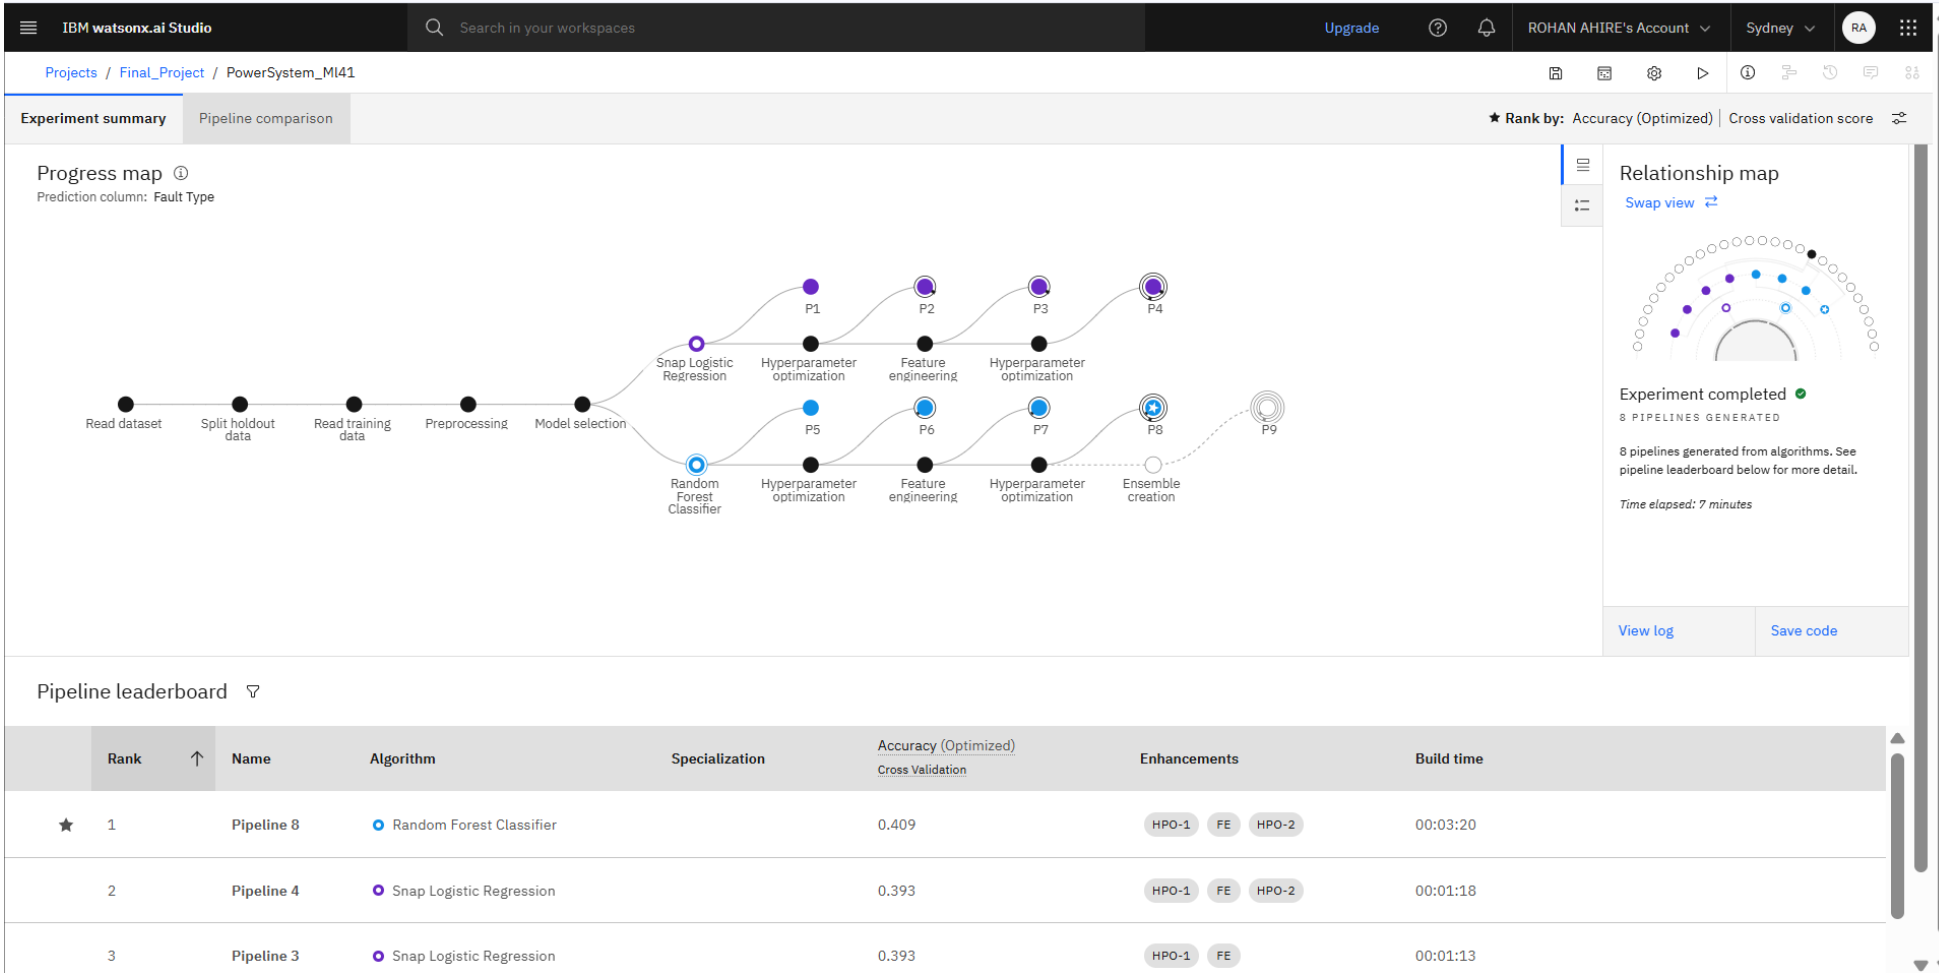 IBM watsonx.ai Studio
Search in your workspaces
Upgrade
ROHAN AHIRE's Account
Sydney
RA
Projects / Final_Project / PowerSystem_Ml41
Experiment summary
Pipeline comparison
Rank by: Accuracy (Optimized) | Cross validation score
Progress map
Prediction column: Fault Type
P1
P2
P3
P4
Snap Logistic
Regression
Hyperparameter
optimization
Feature
engineering
Hyperparameter
optimization
Read dataset
Split holdout
data
Read training
data
Preprocessing
Model selection
P5
P6
P7
P8
P9
Random
Forest
Classifier
Hyperparameter
optimization
Feature
engineering
Hyperparameter
optimization
Ensemble
creation
Relationship map
Swap view
Experiment completed
8 PIPELINES GENERATED
8 pipelines generated from algorithms. See
pipeline leaderboard below for more detail.
Time elapsed: 7 minutes
View log
Save code
Pipeline leaderboard
Rank
Name
Algorithm
Specialization
Accuracy (Optimized)
Cross Validation
Enhancements
Build time
1 Pipeline 8 Random Forest Classifier 0.409 HPO-1 FE HPO-2 00:03:20
2 Pipeline 4 Snap Logistic Regression 0.393 HPO-1 FE HPO-2 00:01:18
3 Pipeline 3 Snap Logistic Regression 0.393 HPO-1 FE 00:01:13